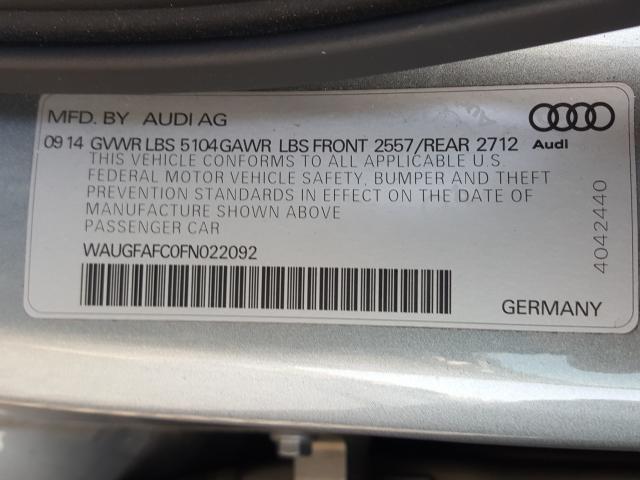 MFD. BY AUDI AG
09 14 GVWR LBS 5104 GAWR LBS FRONT 2557/REAR 2712
Audi
THIS VEHICLE CONFORMS TO ALL APPLICABLE U.S.
FEDERAL MOTOR VEHICLE SAFETY, BUMPER AND THEFT
PREVENTION STANDARDS IN EFFECT ON THE DATE OF
MANUFACTURE SHOWN ABOVE
PASSENGER CAR
WAUGFAFC0FN022092
GERMANY
4042440